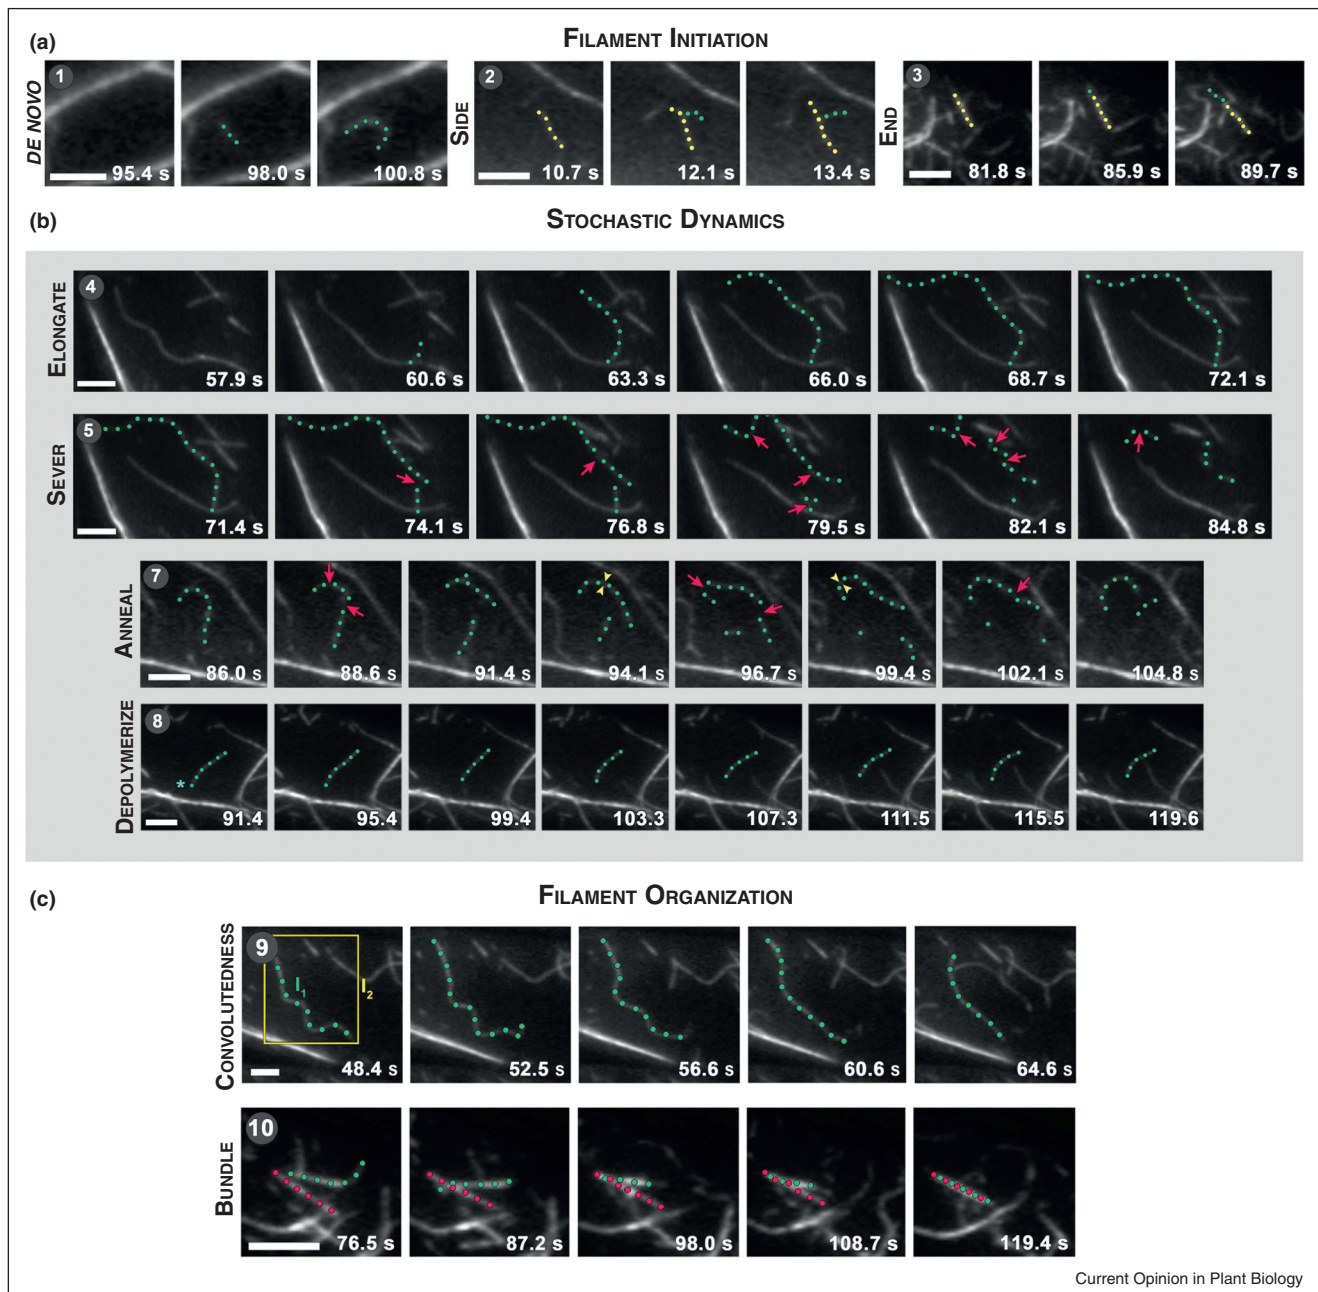 (a)
FILAMENT INITIATION
DE NOVO
1
95.4 s
98.0 s
100.8 s
SIDE
2
10.7 s
12.1 s
13.4 s
END
3
81.8 s
85.9 s
89.7 s
(b)
STOCHASTIC DYNAMICS
ELONGATE
4
57.9 s
60.6 s
63.3 s
66.0 s
68.7 s
72.1 s
SEVER
5
71.4 s
74.1 s
76.8 s
79.5 s
82.1 s
84.8 s
ANNEAL
7
86.0 s
88.6 s
91.4 s
94.1 s
96.7 s
99.4 s
102.1 s
104.8 s
DEPOLYMERIZE
8
*
91.4
95.4
99.4
103.3
107.3
111.5
115.5
119.6
(c)
FILAMENT ORGANIZATION
CONVOLUTEDNESS
9
l1
l2
48.4 s
52.5 s
56.6 s
60.6 s
64.6 s
BUNDLE
10
76.5 s
87.2 s
98.0 s
108.7 s
119.4 s
Current Opinion in Plant Biology